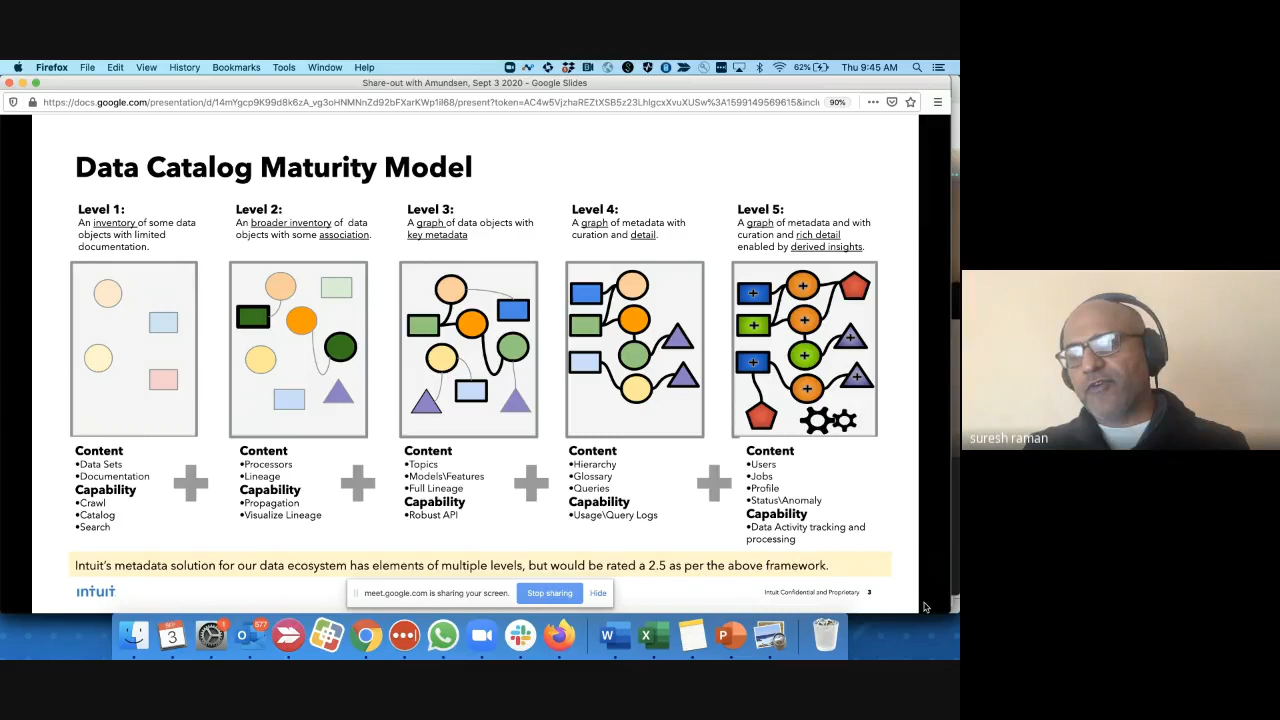 Firefox File Edit View History Bookmarks Tools Window Help 62% Thu 9:45 AM
Share-out with Amundsen, Sept 3 2020 - Google Slides
90%
Data Catalog Maturity Model
Level 1:
An inventory of some data
objects with limited
documentation.
Level 2:
An broader inventory of data
objects with some association.
Level 3:
A graph of data objects with
key metadata
Level 4:
A graph of metadata with
curation and detail.
Level 5:
A graph of metadata and with
curation and rich detail
enabled by derived insights.
Content
•Data Sets
•Documentation
Capability
•Crawl
•Catalog
•Search
Content
•Processors
•Lineage
Capability
•Propagation
•Visualize Lineage
Content
•Topics
•Models\Features
•Full Lineage
Capability
•Robust API
Content
•Hierarchy
•Glossary
•Queries
Capability
•Usage\Query Logs
Content
•Users
•Jobs
•Profile
•Status\Anomaly
Capability
•Data Activity tracking and
processing
Intuit's metadata solution for our data ecosystem has elements of multiple levels, but would be rated a 2.5 as per the above framework.
intuit
meet.google.com is sharing your screen. Stop sharing Hide
Intuit Confidential and Proprietary 3
SEP
3
1
577
W
X
P
suresh raman